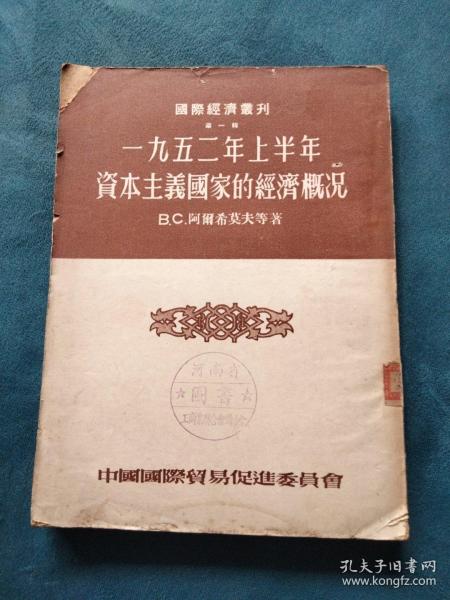 國際經濟叢刊
第一輯
一九五二年上半年
資本主義國家的經濟概況
B.C.阿爾希莫夫等著
河南省
☆圖書☆
中國國際貿易促進委員會
孔夫子旧书网
www.kongfz.com